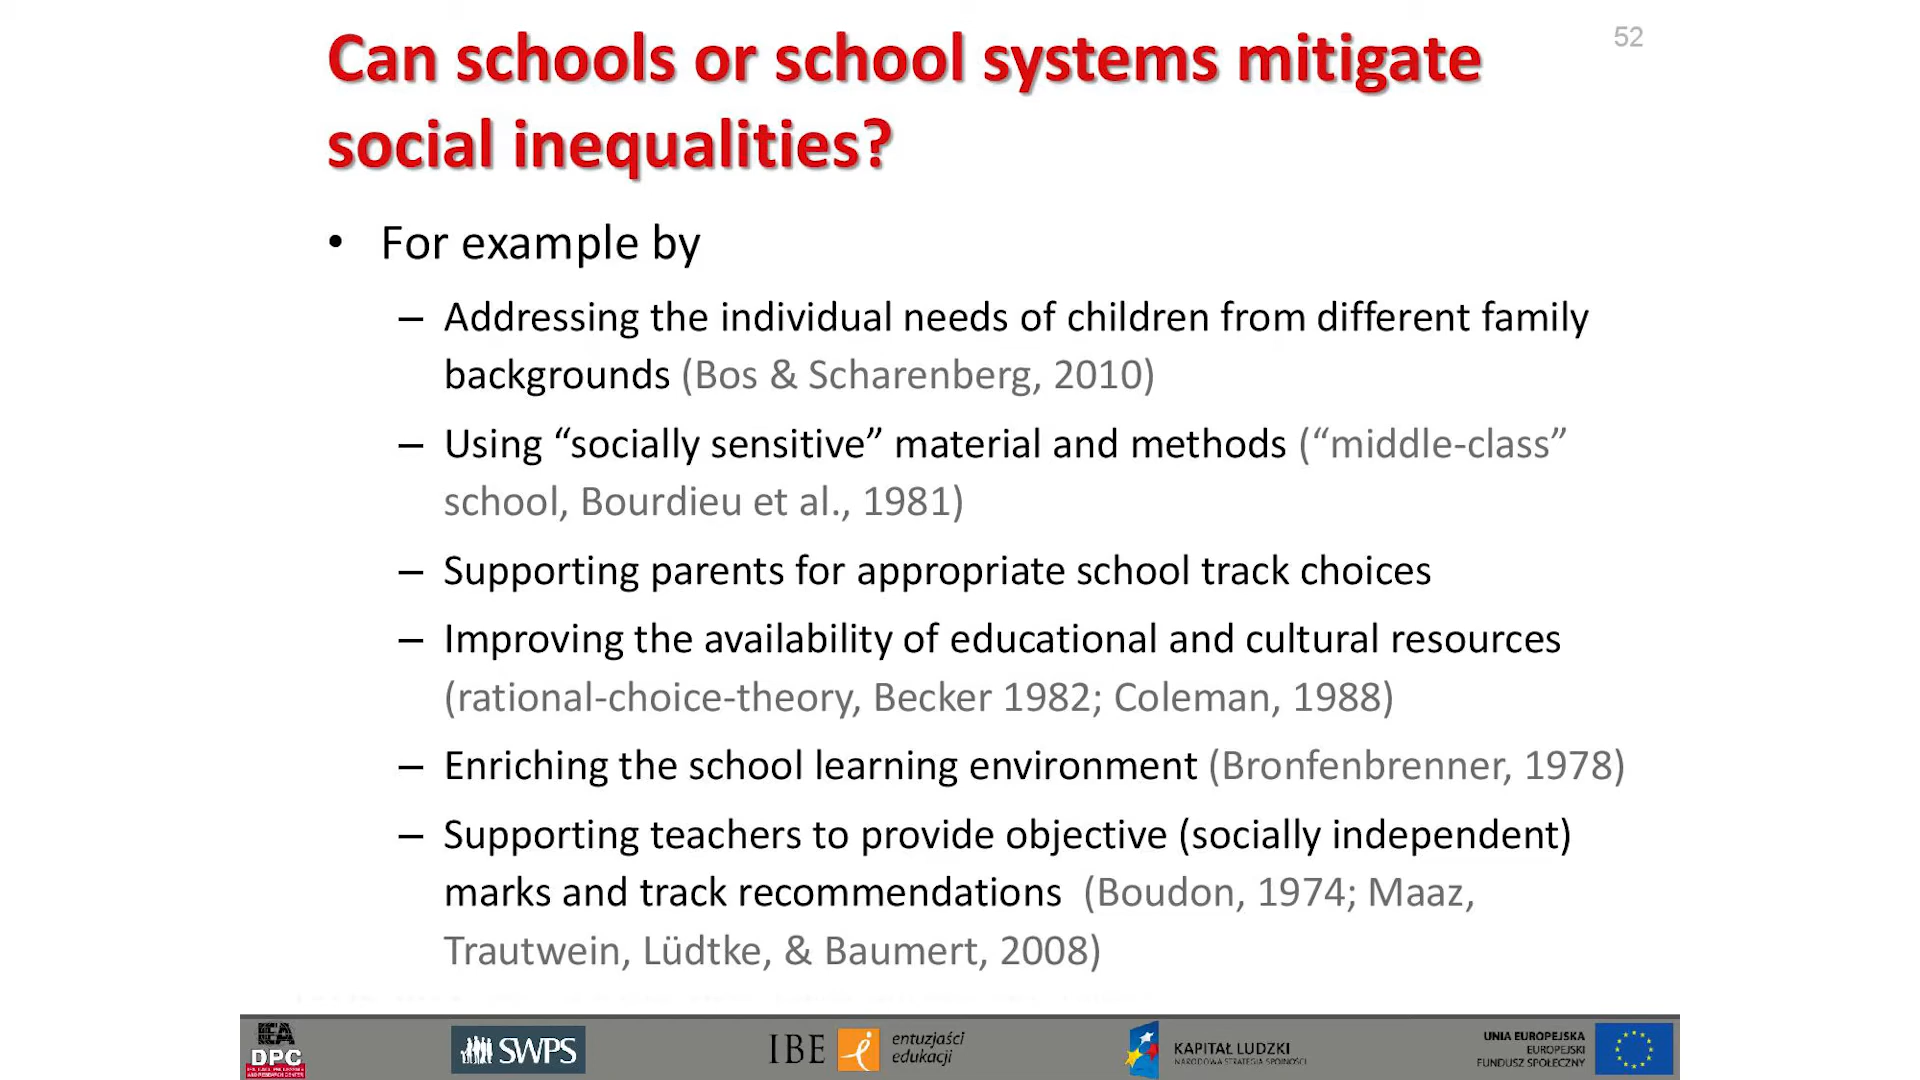 52
Can schools or school systems mitigate
social inequalities?
• For example by
– Addressing the individual needs of children from different family
backgrounds (Bos & Scharenberg, 2010)
– Using “socially sensitive” material and methods (“middle-class”
school, Bourdieu et al., 1981)
– Supporting parents for appropriate school track choices
– Improving the availability of educational and cultural resources
(rational-choice-theory, Becker 1982; Coleman, 1988)
– Enriching the school learning environment (Bronfenbrenner, 1978)
– Supporting teachers to provide objective (socially independent)
marks and track recommendations (Boudon, 1974; Maaz,
Trautwein, Lüdtke, & Baumert, 2008)
IEA
DPC
SWPS
IBE
entuzjaści
edukacji
KAPITAŁ LUDZKI
NARODOWA STRATEGIA SPÓJNOŚCI
UNIA EUROPEJSKA
EUROPEJSKI
FUNDUSZ SPOŁECZNY